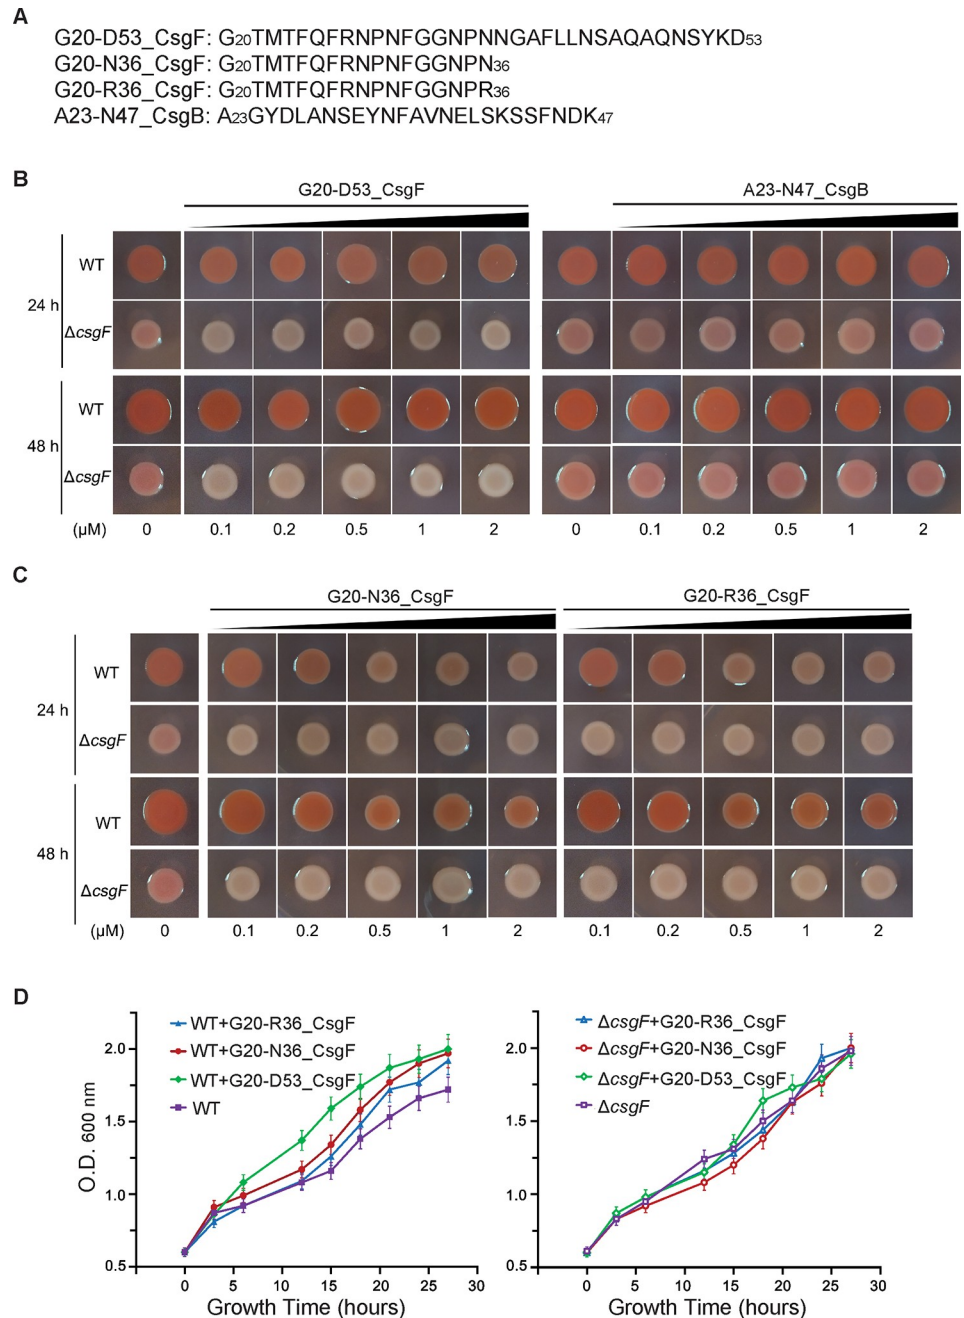 A
G20-D53_CsgF: G20TMTFQFRNPNFGGNPNNGAFLLNSAQAQNSYKD53
G20-N36_CsgF: G20TMTFQFRNPNFGGNPN36
G20-R36_CsgF: G20TMTFQFRNPNFGGNPR36
A23-N47_CsgB: A23GYDLANSEYNFAVNELSKSSFNDK47
B
G20-D53_CsgF A23-N47_CsgB
24 h
WT
ΔcsgF
48 h
WT
ΔcsgF
(μM) 0 0.1 0.2 0.5 1 2 0 0.1 0.2 0.5 1 2
C
G20-N36_CsgF G20-R36_CsgF
24 h
WT
ΔcsgF
48 h
WT
ΔcsgF
(μM) 0 0.1 0.2 0.5 1 2 0.1 0.2 0.5 1 2
D
O.D. 600 nm
2.0
1.5
1.0
0.5
WT+G20-R36_CsgF
WT+G20-N36_CsgF
WT+G20-D53_CsgF
WT
0 5 10 15 20 25 30
Growth Time (hours)
2.0
1.5
1.0
0.5
ΔcsgF+G20-R36_CsgF
ΔcsgF+G20-N36_CsgF
ΔcsgF+G20-D53_CsgF
ΔcsgF
0 5 10 15 20 25 30
Growth Time (hours)